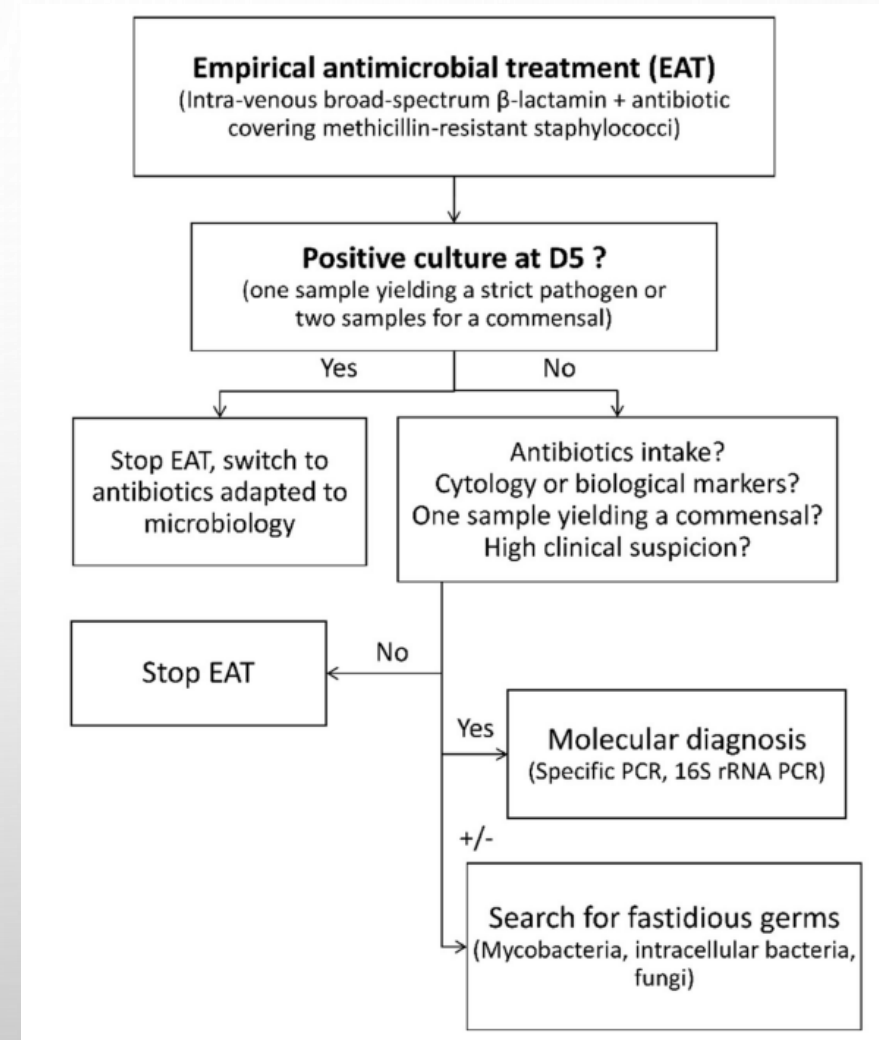 Empirical antimicrobial treatment (EAT)
(Intra-venous broad-spectrum β-lactamin + antibiotic
covering methicillin-resistant staphylococci)
Positive culture at D5 ?
(one sample yielding a strict pathogen or
two samples for a commensal)
Yes
No
Stop EAT, switch to
antibiotics adapted to
microbiology
Antibiotics intake?
Cytology or biological markers?
One sample yielding a commensal?
High clinical suspicion?
No
Stop EAT
Yes
Molecular diagnosis
(Specific PCR, 16S rRNA PCR)
+/-
Search for fastidious germs
(Mycobacteria, intracellular bacteria,
fungi)